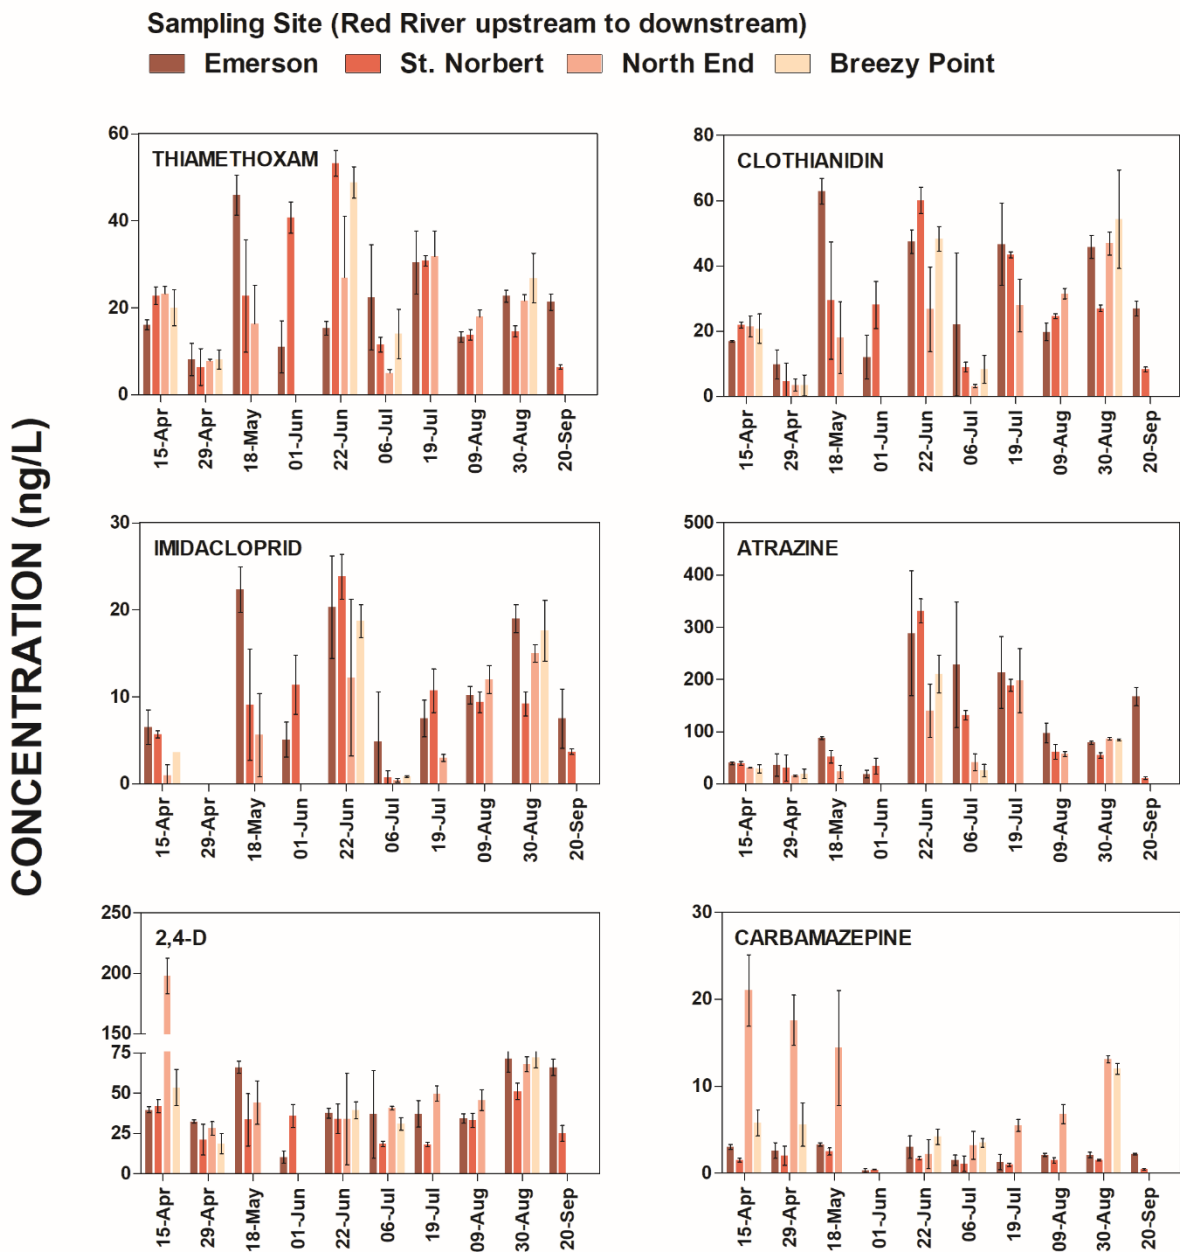 Sampling Site (Red River upstream to downstream)
Emerson St. Norbert North End Breezy Point
CONCENTRATION (ng/L)
THIAMETHOXAM
60
40
20
0
15-Apr 29-Apr 18-May 01-Jun 22-Jun 06-Jul 19-Jul 09-Aug 30-Aug 20-Sep
CLOTHIANIDIN
80
60
40
20
0
15-Apr 29-Apr 18-May 01-Jun 22-Jun 06-Jul 19-Jul 09-Aug 30-Aug 20-Sep
IMIDACLOPRID
30
20
10
0
15-Apr 29-Apr 18-May 01-Jun 22-Jun 06-Jul 19-Jul 09-Aug 30-Aug 20-Sep
ATRAZINE
500
400
300
200
100
0
15-Apr 29-Apr 18-May 01-Jun 22-Jun 06-Jul 19-Jul 09-Aug 30-Aug 20-Sep
2,4-D
250
200
150
75
50
25
0
15-Apr 29-Apr 18-May 01-Jun 22-Jun 06-Jul 19-Jul 09-Aug 30-Aug 20-Sep
CARBAMAZEPINE
30
20
10
0
15-Apr 29-Apr 18-May 01-Jun 22-Jun 06-Jul 19-Jul 09-Aug 30-Aug 20-Sep